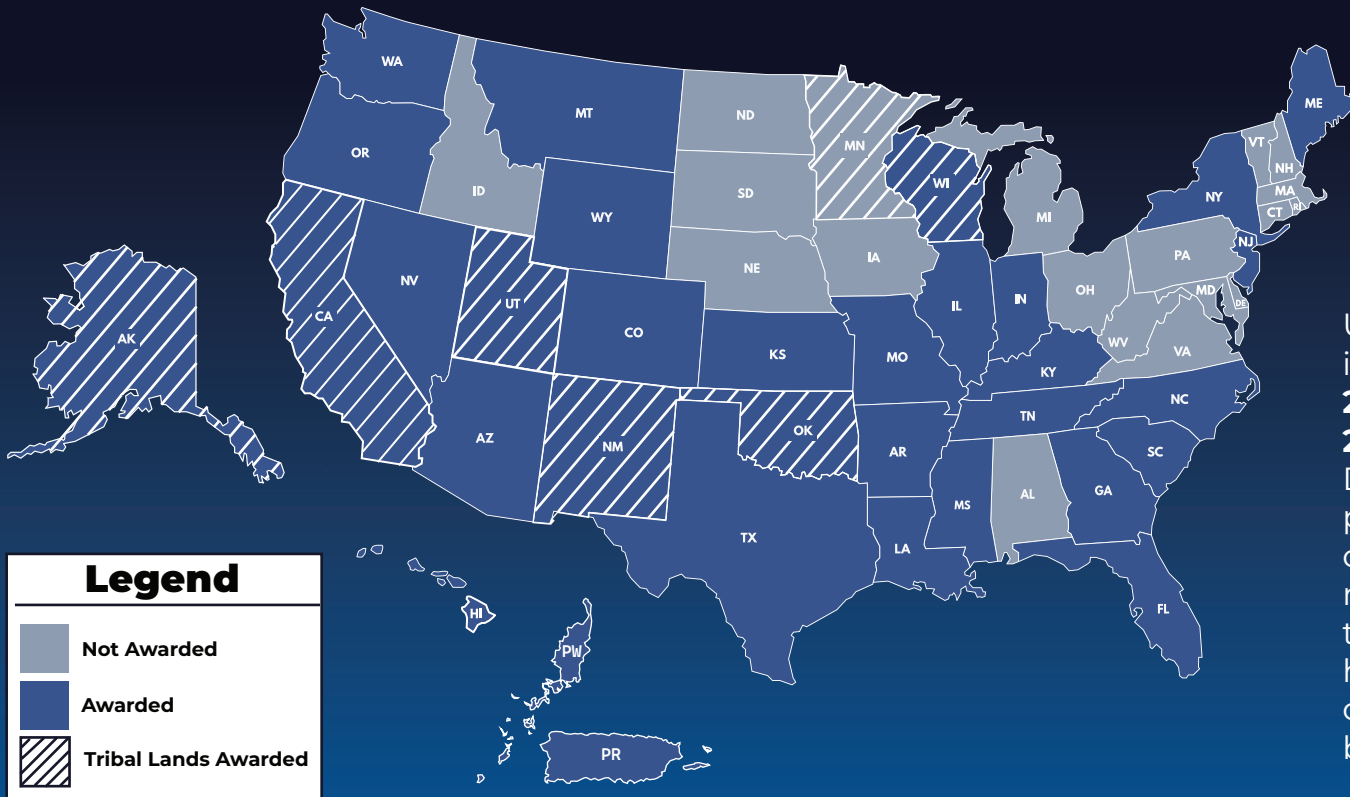 WA
MT
ND
MN
ME
OR
ID
SD
WI
VT
NH
MA
NY
CT
RI
WY
MI
NV
NE
IA
PA
NJ
UT
CO
IL
IN
OH
MD
DE
CA
KS
MO
WV
VA
KY
AK
AZ
NM
OK
AR
TN
NC
SC
MS
AL
GA
TX
LA
FL
HI
PW
PR
Legend
Not Awarded
Awarded
Tribal Lands Awarded